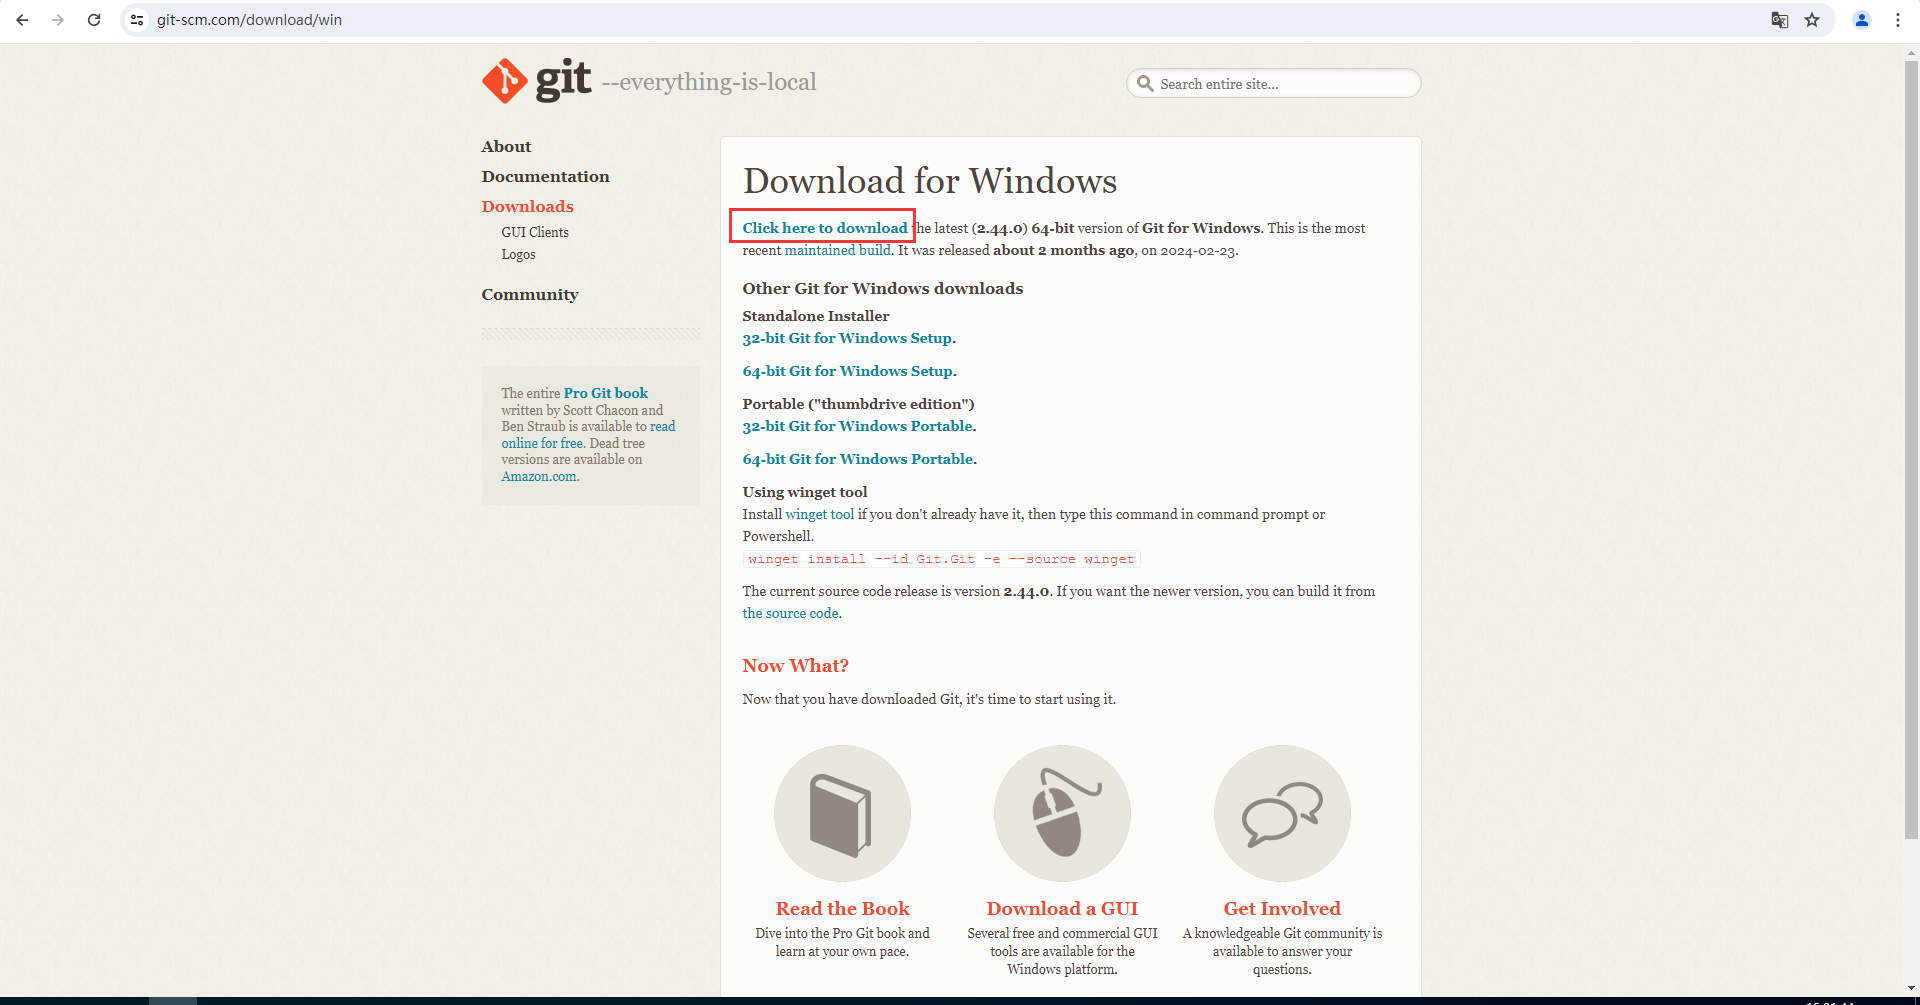 git-scm.com/download/win
git --everything-is-local
Search entire site...
About
Documentation
Downloads
GUI Clients
Logos
Community
The entire Pro Git book
written by Scott Chacon and
Ben Straub is available to read
online for free. Dead tree
versions are available on
Amazon.com.
Download for Windows
Click here to download the latest (2.44.0) 64-bit version of Git for Windows. This is the most
recent maintained build. It was released about 2 months ago, on 2024-02-23.
Other Git for Windows downloads
Standalone Installer
32-bit Git for Windows Setup.
64-bit Git for Windows Setup.
Portable ("thumbdrive edition")
32-bit Git for Windows Portable.
64-bit Git for Windows Portable.
Using winget tool
Install winget tool if you don't already have it, then type this command in command prompt or
Powershell.
winget install --id Git.Git -e --source winget
The current source code release is version 2.44.0. If you want the newer version, you can build it from
the source code.
Now What?
Now that you have downloaded Git, it's time to start using it.
Read the Book
Dive into the Pro Git book and
learn at your own pace.
Download a GUI
Several free and commercial GUI
tools are available for the
Windows platform.
Get Involved
A knowledgeable Git community is
available to answer your
questions.